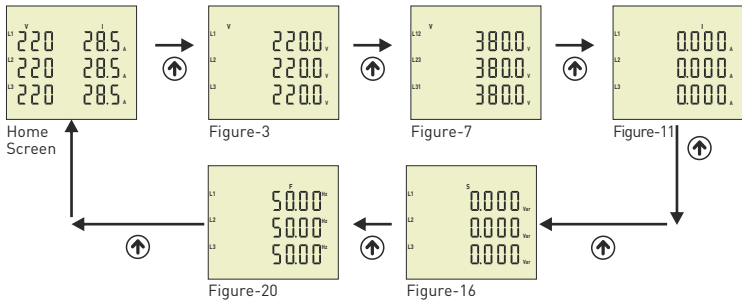 V I
L1 220 28.5 A
L2 220 28.5 A
L3 220 28.5 A
Home
Screen
V
L1 220.0 V
L2 220.0 V
L3 220.0 V
Figure-3
V
L12 380.0 V
L23 380.0 V
L31 380.0 V
Figure-7
I
L1 0.000 A
L2 0.000 A
L3 0.000 A
Figure-11
F
L1 50.00 Hz
L2 50.00 Hz
L3 50.00 Hz
Figure-20
S
L1 0.000 Var
L2 0.000 Var
L3 0.000 Var
Figure-16